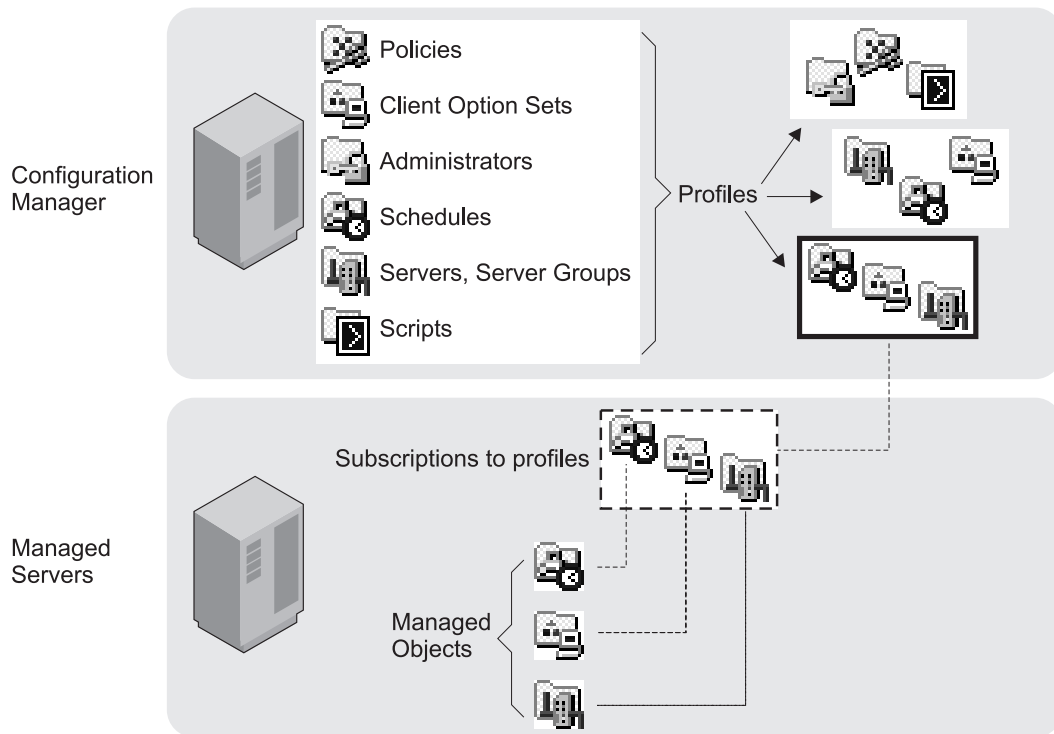 Configuration
Manager
Policies
Client Option Sets
Administrators
Schedules
Servers, Server Groups
Scripts
Profiles
Managed
Servers
Subscriptions to profiles
Managed
Objects